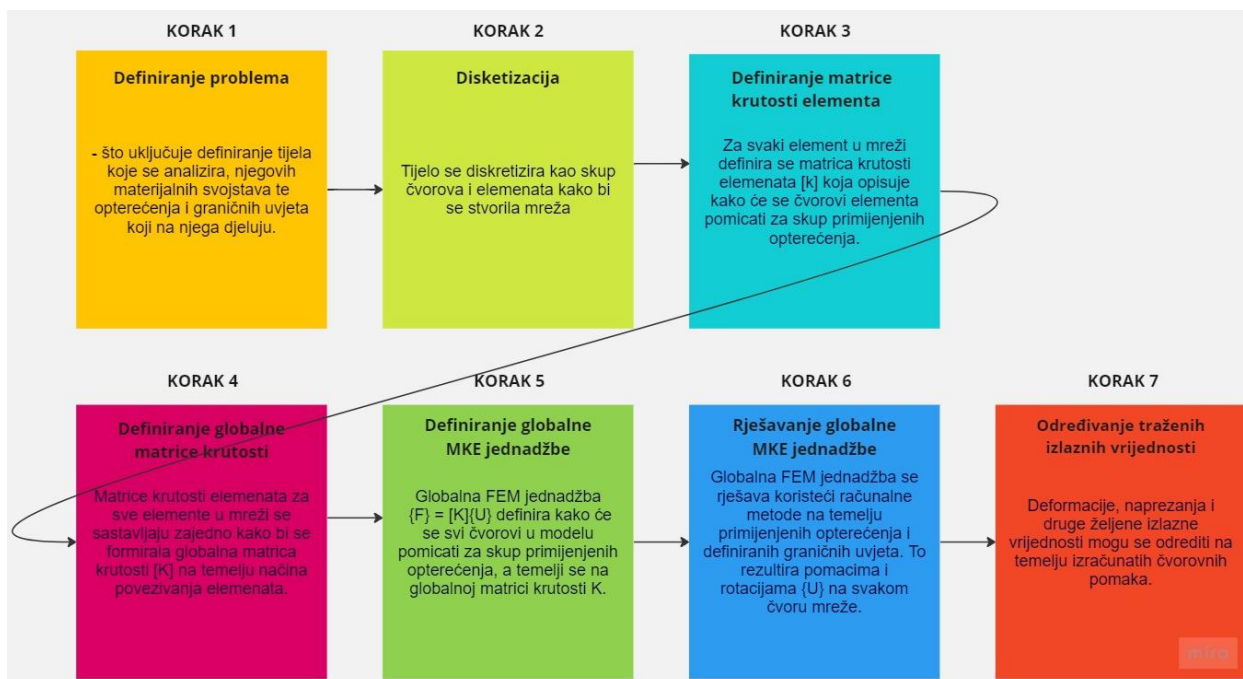 KORAK 1
Definiranje problema
- što uključuje definiranje tijela
koje se analizira, njegovih
materijalnih svojstava te
opterećenja i graničnih uvjeta
koji na njega djeluju.
KORAK 2
Disketizacija
Tijelo se diskretizira kao skup
čvorova i elemenata kako bi
se stvorila mreža
KORAK 3
Definiranje matrice
krutosti elementa
Za svaki element u mreži
definira se matrica krutosti
elemenata [k] koja opisuje
kako će se čvorovi elementa
pomicati za skup primijenjenih
opterećenja.
KORAK 4
Definiranje globalne
matrice krutosti
Matrice krutosti elemenata za
sve elemente u mreži se
sastavljaju zajedno kako bi se
formirala globalna matrica
krutosti [K] na temelju načina
povezivanja elemenata.
KORAK 5
Definiranje globalne
MKE jednadžbe
Globalna FEM jednadžba
{F} = [K]{U} definira kako će
se svi čvorovi u modelu
pomicati za skup primijenjenih
opterećenja, a temelji se na
globalnoj matrici krutosti K.
KORAK 6
Rješavanje globalne
MKE jednadžbe
Globalna FEM jednadžba se
rješava koristeći računalne
metode na temelju
primijenjenih opterećenja i
definiranih graničnih uvjeta. To
rezultira pomacima i
rotacijama {U} na svakom
čvoru mreže.
KORAK 7
Određivanje traženih
izlaznih vrijednosti
Deformacije, naprezanja i
druge željene izlazne
vrijednosti mogu se odrediti na
temelju izračunatih čvorovnih
pomaka.
miro